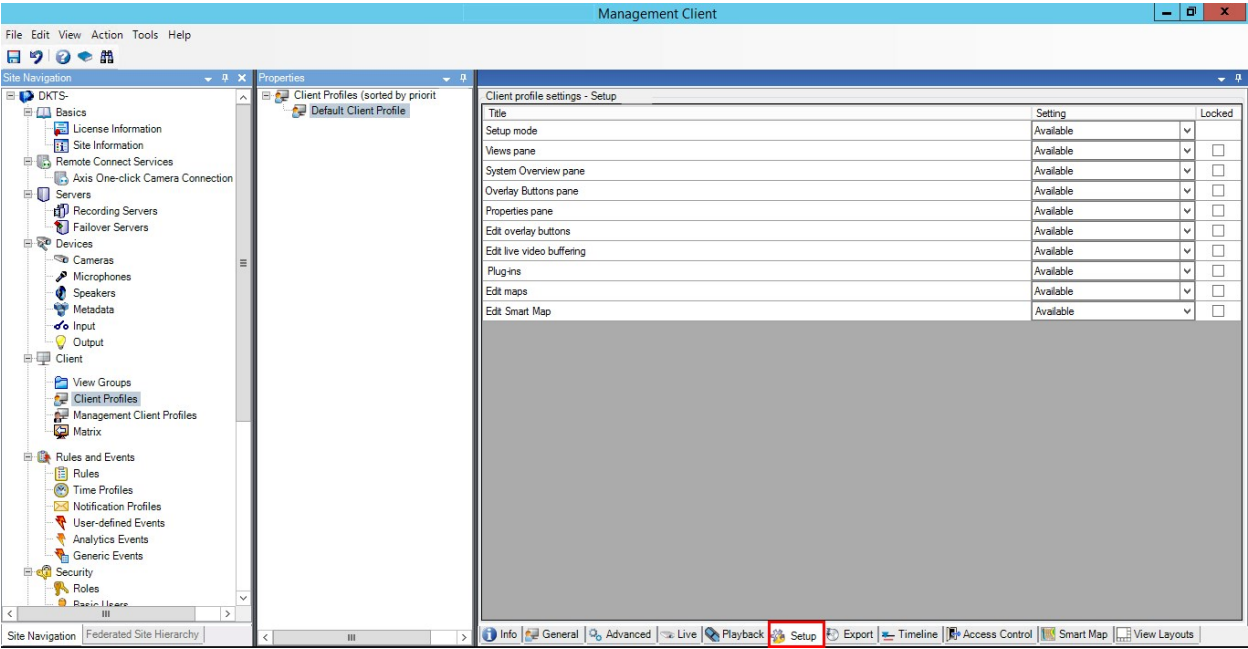 Management Client
File Edit View Action Tools Help
Site Navigation
DKTS-
Basics
License Information
Site Information
Remote Connect Services
Axis One-click Camera Connection
Servers
Recording Servers
Failover Servers
Devices
Cameras
Microphones
Speakers
Metadata
Input
Output
Client
View Groups
Client Profiles
Management Client Profiles
Matrix
Rules and Events
Rules
Time Profiles
Notification Profiles
User-defined Events
Analytics Events
Generic Events
Security
Roles
Basic Users
Site Navigation Federated Site Hierarchy
Properties
Client Profiles (sorted by priorit
Default Client Profile
Client profile settings - Setup
Title Setting Locked
Setup mode Available
Views pane Available
System Overview pane Available
Overlay Buttons pane Available
Properties pane Available
Edit overlay buttons Available
Edit live video buffering Available
Plug-ins Available
Edit maps Available
Edit Smart Map Available
Info General Advanced Live Playback Setup Export Timeline Access Control Smart Map View Layouts